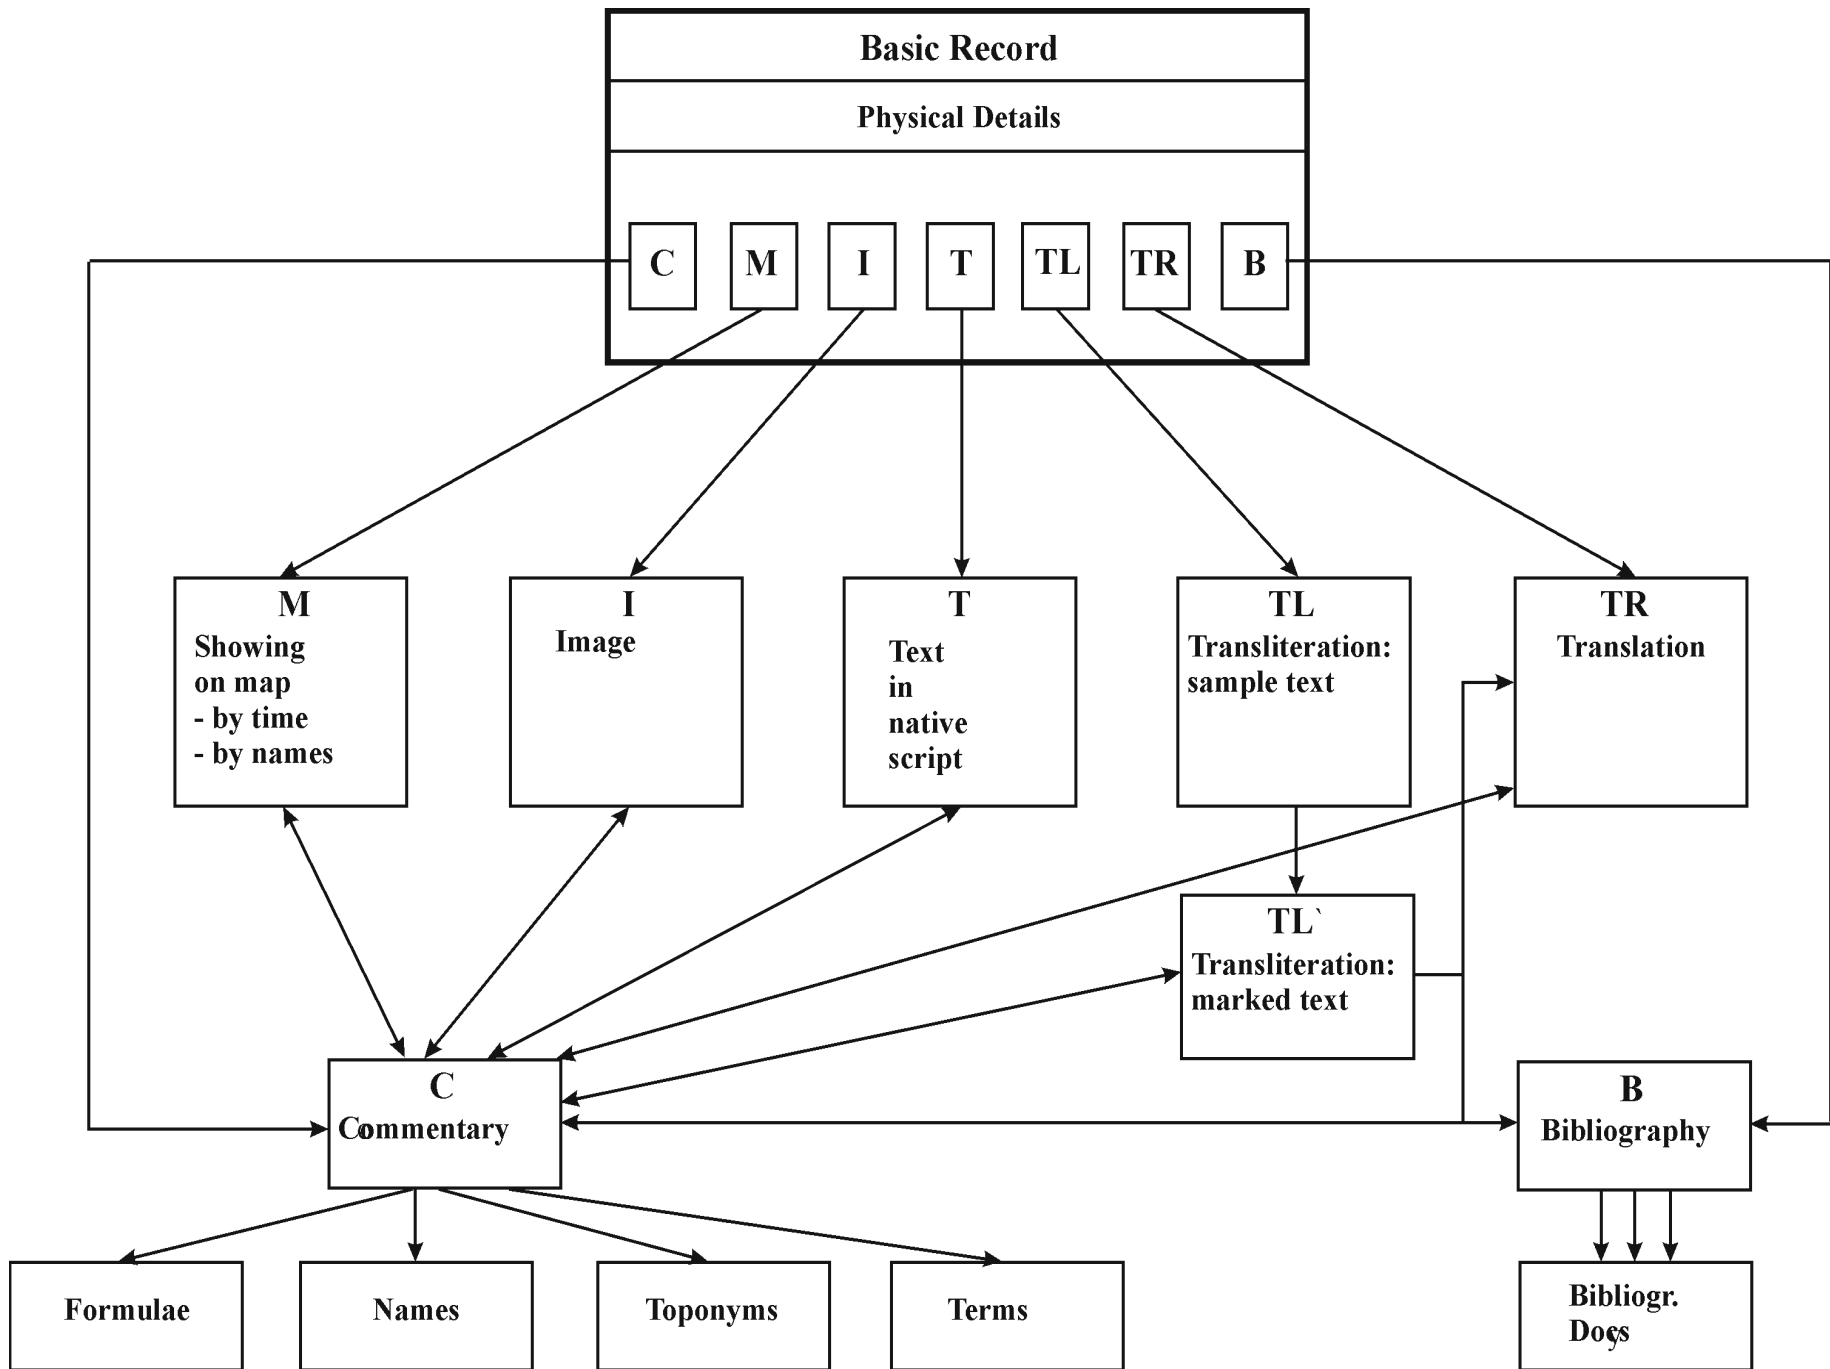 Basic Record
Physical Details
C M I T TL TR B
M
Showing
on map
- by time
- by names
I
Image
T
Text
in
native
script
TL
Transliteration:
sample text
TR
Translation
TL`
Transliteration:
marked text
C
Commentary
B
Bibliography
Formulae
Names
Toponyms
Terms
Bibliogr.